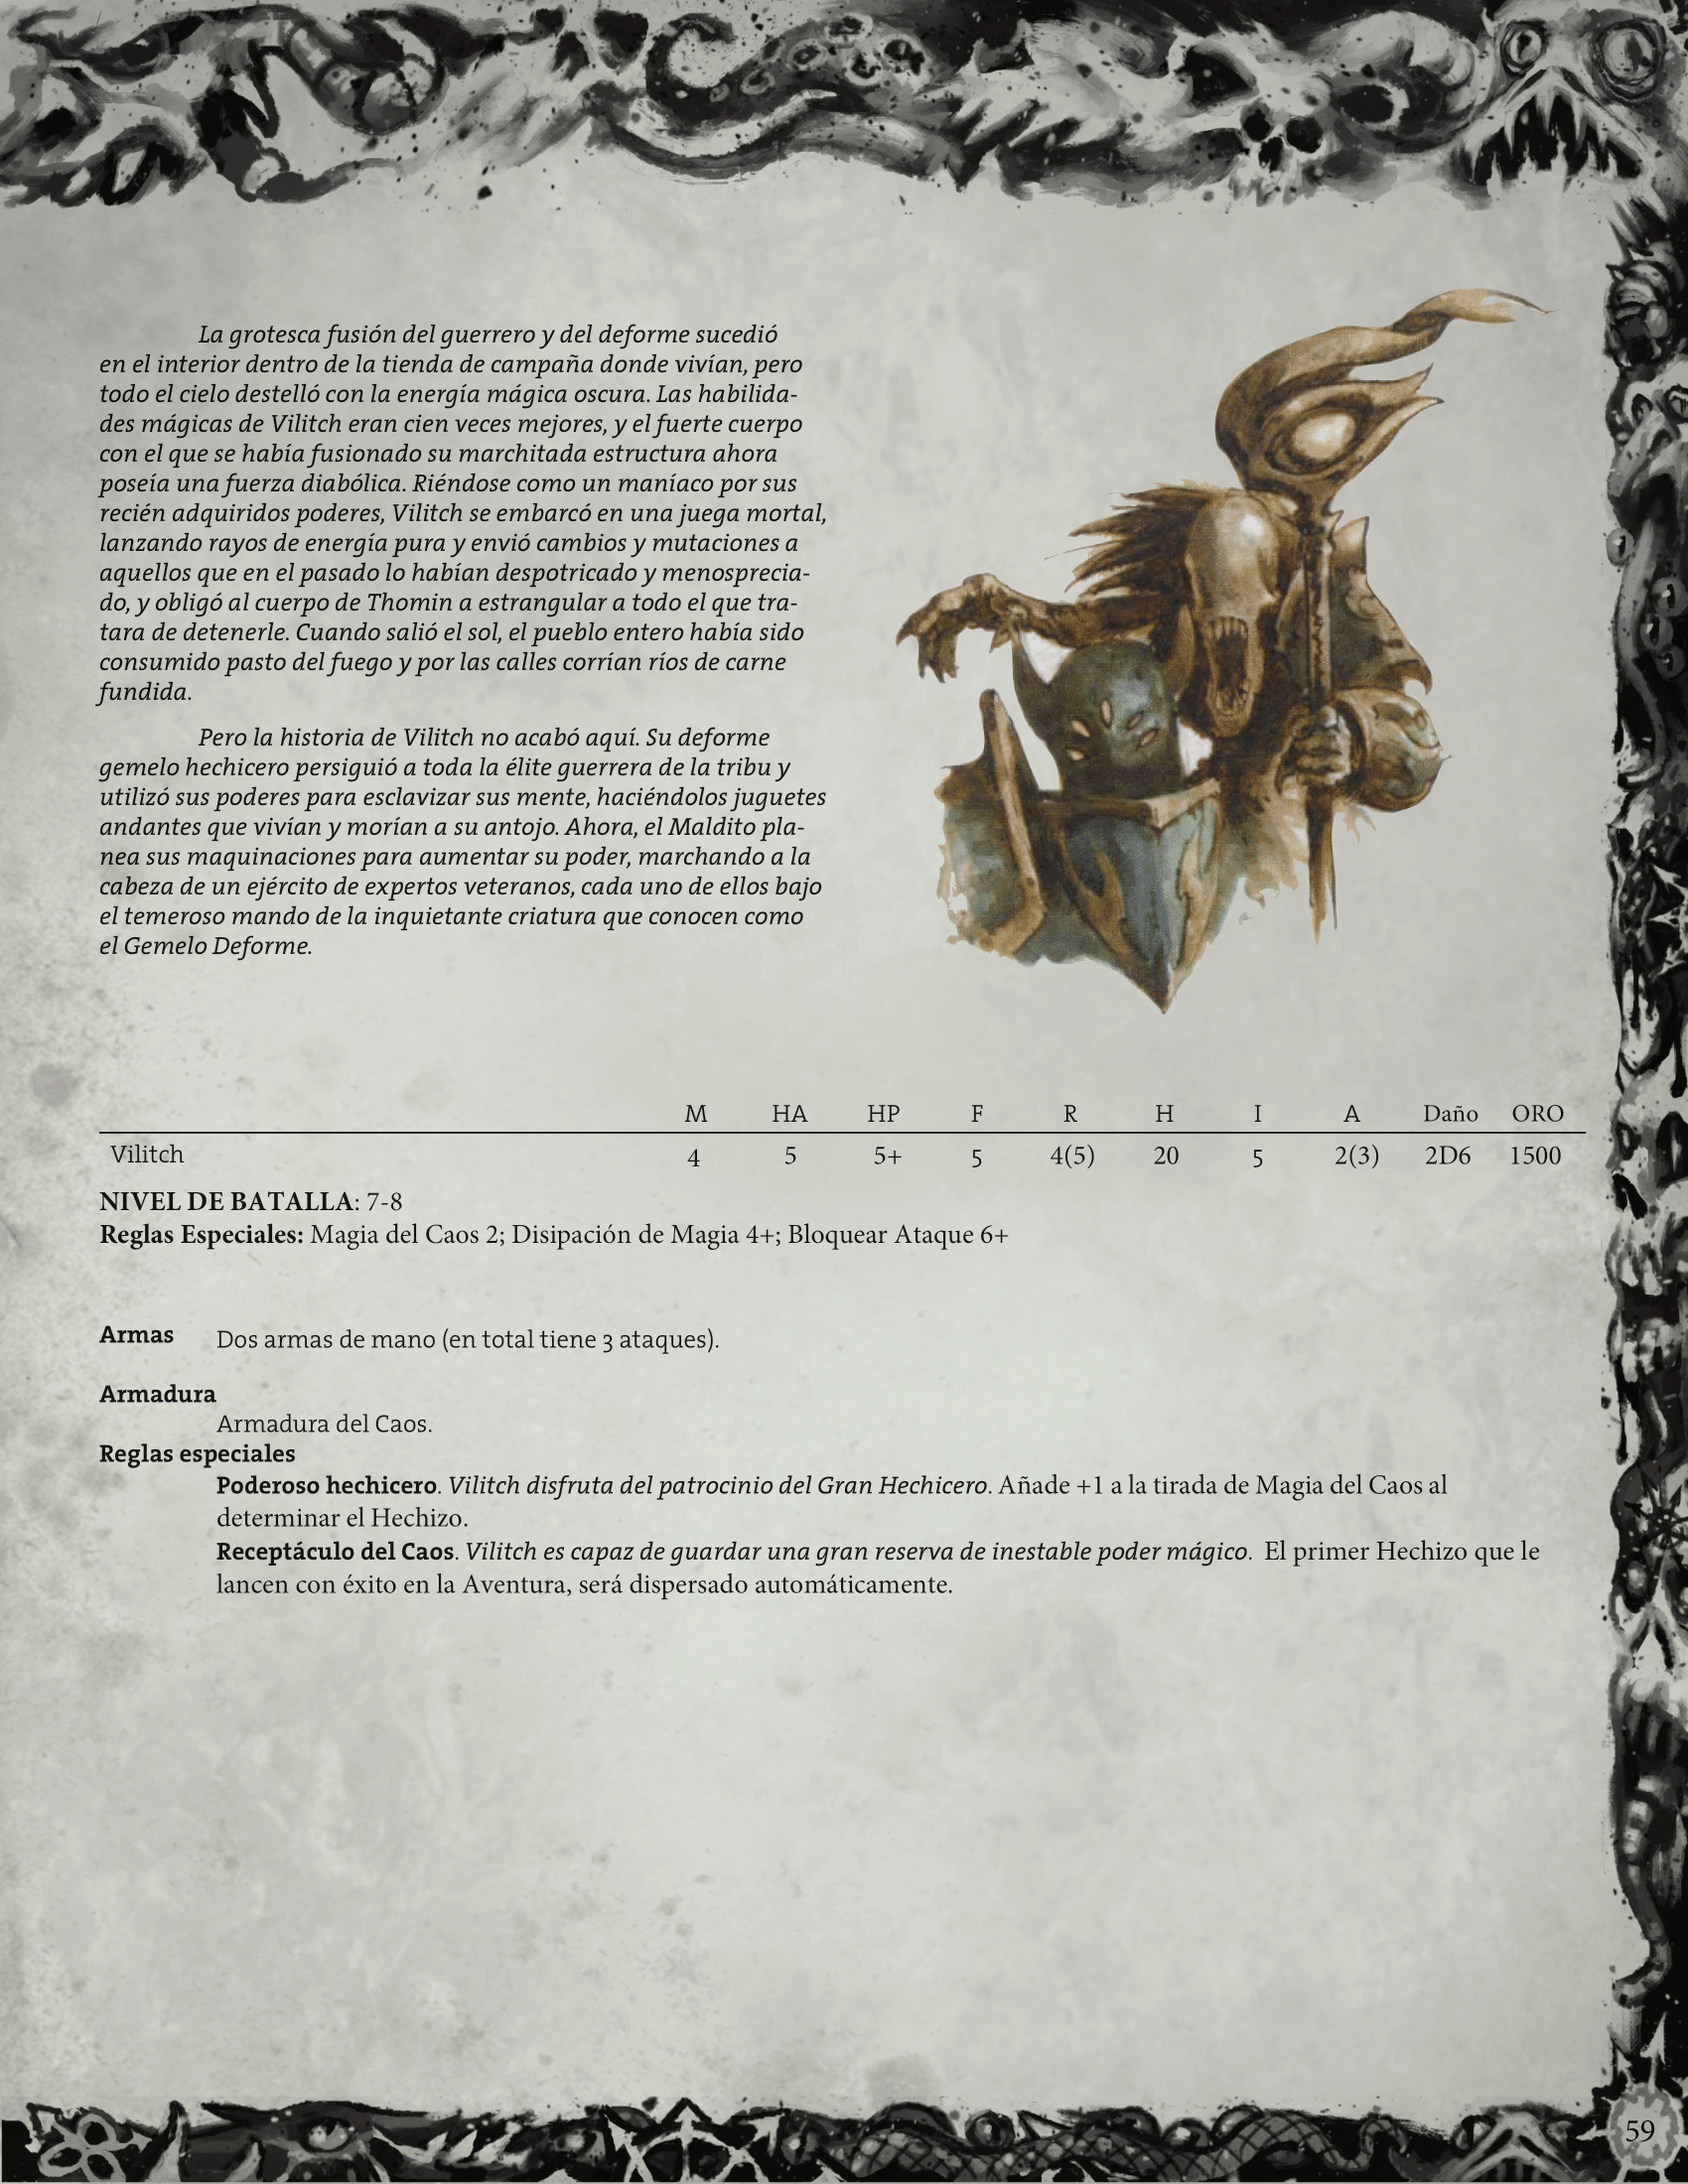 La grotesca fusión del guerrero y del deforme sucedió
en el interior dentro de la tienda de campaña donde vivían, pero
todo el cielo destelló con la energía mágica oscura. Las habilida-
des mágicas de Vilitch eran cien veces mejores, y el fuerte cuerpo
con el que se había fusionado su marchitada estructura ahora
poseía una fuerza diabólica. Riéndose como un maníaco por sus
recién adquiridos poderes, Vilitch se embarcó en una juega mortal,
lanzando rayos de energía pura y envió cambios y mutaciones a
aquellos que en el pasado lo habían despotricado y menosprecia-
do, y obligó al cuerpo de Thomin a estrangular a todo el que tra-
tara de detenerle. Cuando salió el sol, el pueblo entero había sido
consumido pasto del fuego y por las calles corrían ríos de carne
fundida.
Pero la historia de Vilitch no acabó aquí. Su deforme
gemelo hechicero persiguió a toda la élite guerrera de la tribu y
utilizó sus poderes para esclavizar sus mente, haciéndolos juguetes
andantes que vivían y morían a su antojo. Ahora, el Maldito pla-
nea sus maquinaciones para aumentar su poder, marchando a la
cabeza de un ejército de expertos veteranos, cada uno de ellos bajo
el temeroso mando de la inquietante criatura que conocen como
el Gemelo Deforme.
M HA HP F R H I A Daño ORO
Vilitch 4 5 5+ 5 4(5) 20 5 2(3) 2D6 1500
NIVEL DE BATALLA: 7-8
Reglas Especiales: Magia del Caos 2; Disipación de Magia 4+; Bloquear Ataque 6+
Armas Dos armas de mano (en total tiene 3 ataques).
Armadura
Armadura del Caos.
Reglas especiales
Poderoso hechicero. Vilitch disfruta del patrocinio del Gran Hechicero. Añade +1 a la tirada de Magia del Caos al
determinar el Hechizo.
Receptáculo del Caos. Vilitch es capaz de guardar una gran reserva de inestable poder mágico. El primer Hechizo que le
lancen con éxito en la Aventura, será dispersado automáticamente.
59